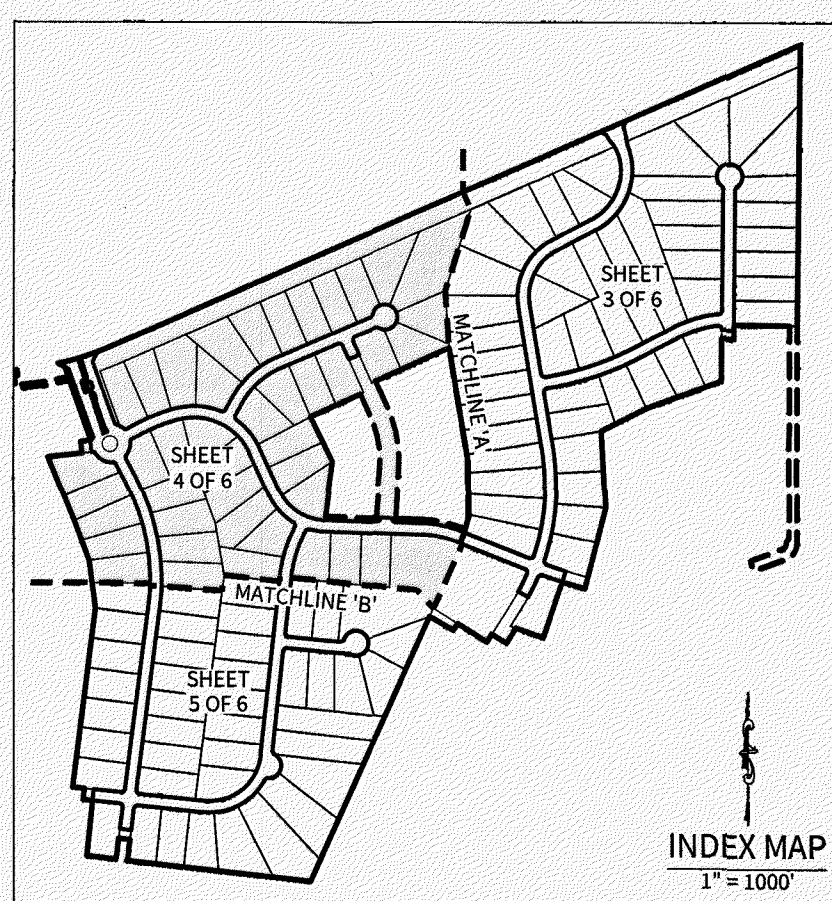 SHEET
3 OF 6
MATCHLINE 'A'
SHEET
4 OF 6
MATCHLINE 'B'
SHEET
5 OF 6
INDEX MAP
1" = 1000'